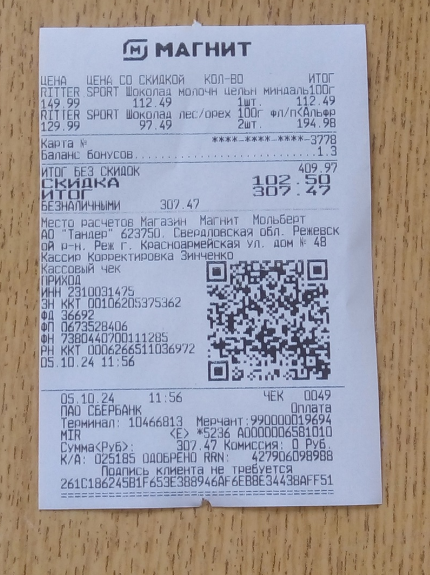 МАГНИТ
ЦЕНА ЦЕНА СО СКИДКОЙ КОЛ-ВО ИТОГ
RITTER SPORT Шоколад молочн цельн миндаль100г
149.99 112.49 1шт. 112.49
RITTER SPORT Шоколад лес/орех 100г фл/п(Альфр
129.99 97.49 2шт. 194.98
Карта № ****-****-****-3778
Баланс бонусов 1.3
ИТОГ БЕЗ СКИДОК 409.97
СКИДКА 102.50
ИТОГ 307.47
БЕЗНАЛИЧНЫМИ 307.47
Место расчетов Магазин Магнит Мольберт
АО "Тандер" 623750. Свердловская обл. Режевск
ой р-н. Реж г. Красноармейская ул. дом № 48
Кассир Корректировка Зинченко
Кассовый чек
ПРИХОД
ИНН 2310031475
ЗН ККТ 00106205375362
ФД 36692
ФП 0673528406
ФН 7380440700111285
РН ККТ 0006266511036972
05.10.24 11:56
05.10.24 11:56 ЧЕК 0049
ПАО СБЕРБАНК Оплата
Терминал: 10466813 Мерчант:990000019694
MIR <E> *5236 A0000006581010
Сумма(Руб): 307.47 Комиссия: 0 Руб.
К/А: 025185 ОДОБРЕНО RRN: 427906098988
Подпись клиента не требуется
261C186245B1F653E3B8946AF6EB8E34438AFF51